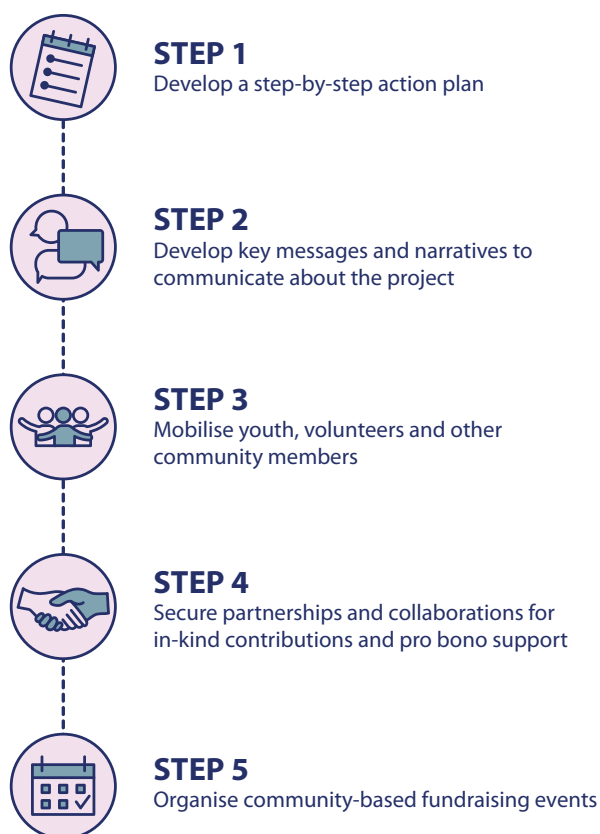 STEP 1
Develop a step-by-step action plan
STEP 2
Develop key messages and narratives to
communicate about the project
STEP 3
Mobilise youth, volunteers and other
community members
STEP 4
Secure partnerships and collaborations for
in-kind contributions and pro bono support
STEP 5
Organise community-based fundraising events